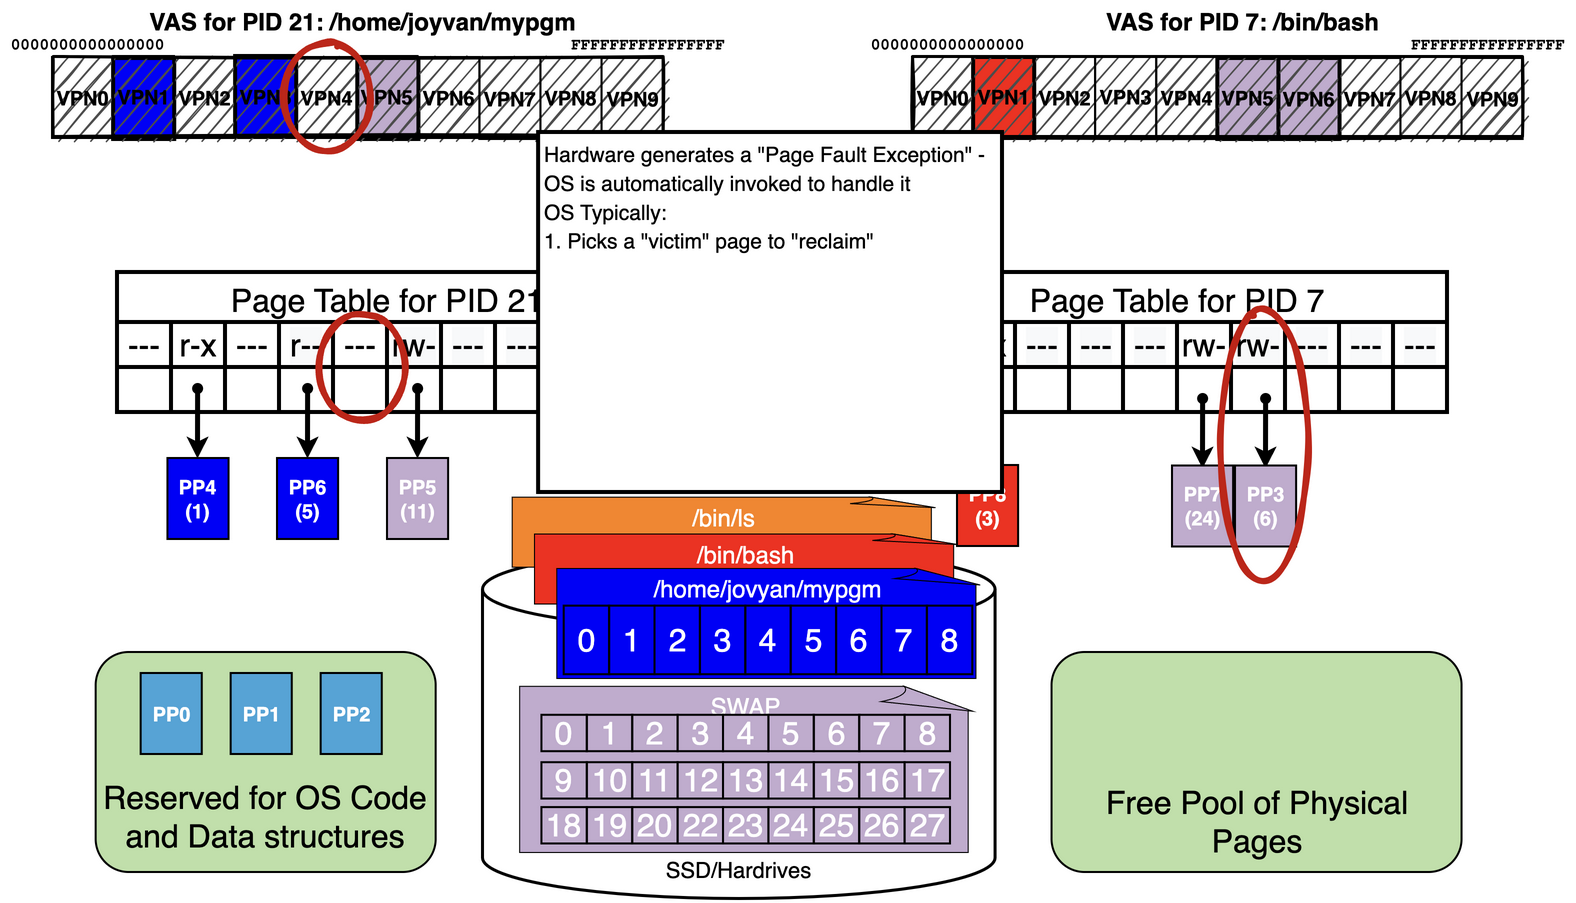 VAS for PID 21: /home/joyvan/mypgm
0000000000000000
FFFFFFFFFFFFFFFF
VPN0 VPN1 VPN2 VPN3 VPN4 VPN5 VPN6 VPN7 VPN8 VPN9
VAS for PID 7: /bin/bash
0000000000000000
FFFFFFFFFFFFFFFF
VPN0 VPN1 VPN2 VPN3 VPN4 VPN5 VPN6 VPN7 VPN8 VPN9
Hardware generates a "Page Fault Exception" -
OS is automatically invoked to handle it
OS Typically:
1. Picks a "victim" page to "reclaim"
Page Table for PID 21
--- r-x --- r-- --- rw- --- ---
PP4
(1)
PP6
(5)
PP5
(11)
Page Table for PID 7
--- --- --- rw- rw- --- --- ---
PP8
(3)
PP7
(24)
PP3
(6)
/bin/ls
/bin/bash
/home/jovyan/mypgm
0 1 2 3 4 5 6 7 8
SWAP
0 1 2 3 4 5 6 7 8
9 10 11 12 13 14 15 16 17
18 19 20 22 23 24 25 26 27
SSD/Hardrives
PP0 PP1 PP2
Reserved for OS Code
and Data structures
Free Pool of Physical
Pages